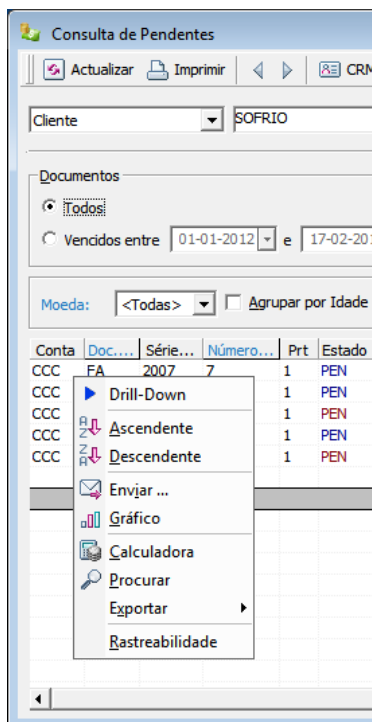 Consulta de Pendentes
Actualizar Imprimir CRM
Cliente SOFRIO
Documentos
Todos
Vencidos entre 01-01-2012 e 17-02-201
Moeda: <Todas> Agrupar por Idade
Conta Doc.... Série... Número... Prt Estado
CCC FA 2007 7 1 PEN
CCC 1 PEN
CCC 1 PEN
CCC 1 PEN
CCC 1 PEN
Drill-Down
Ascendente
Descendente
Enviar ...
Gráfico
Calculadora
Procurar
Exportar
Rastreabilidade